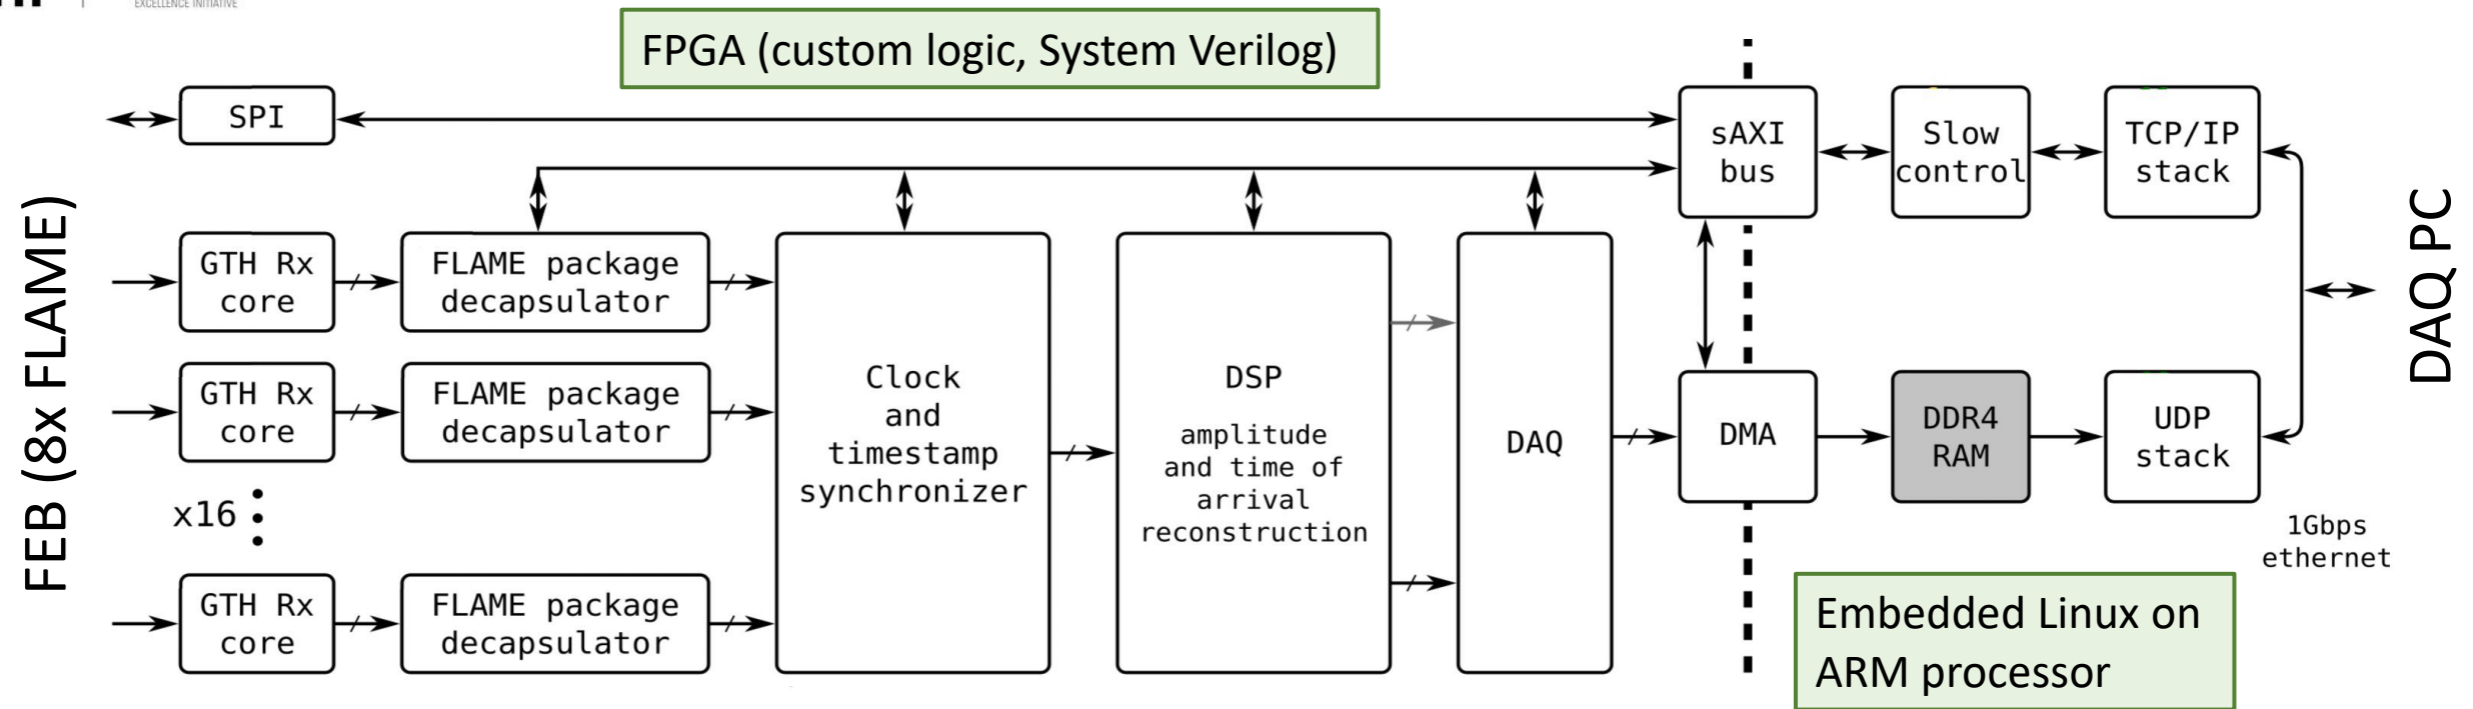 EXCELLENCE INITIATIVE
FPGA (custom logic, System Verilog)
SPI
sAXI
bus
Slow
control
TCP/IP
stack
FEB (8x FLAME)
DAQ PC
GTH Rx
core
FLAME package
decapsulator
GTH Rx
core
FLAME package
decapsulator
x16
GTH Rx
core
FLAME package
decapsulator
Clock
and
timestamp
synchronizer
DSP
amplitude
and time of
arrival
reconstruction
DAQ
DMA
DDR4
RAM
UDP
stack
1Gbps
ethernet
Embedded Linux on
ARM processor